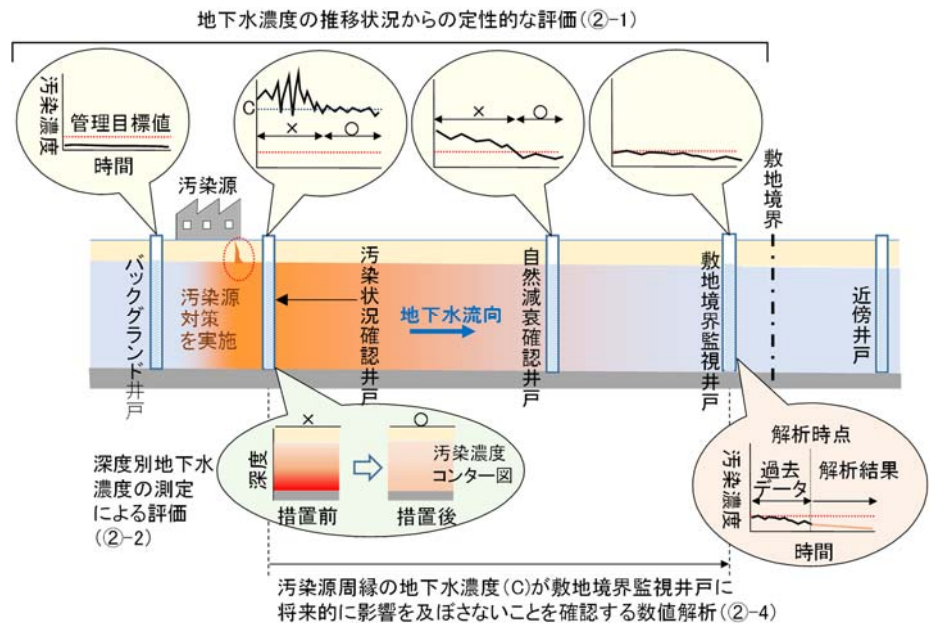 地下水濃度の推移状況からの定性的な評価(②-1)
汚染濃度
管理目標値
時間
C
×
○
×
○
敷地境界
汚染源
バックグランド井戸
汚染源
対策
を実施
汚染状況確認井戸
地下水流向
自然減衰確認井戸
敷地境界監視井戸
近傍井戸
深度別地下水
濃度の測定
による評価
(②-2)
×
○
深度
汚染濃度
コンター図
措置前
措置後
解析時点
汚染濃度
過去
データ
解析結果
時間
汚染源周縁の地下水濃度(C)が敷地境界監視井戸に
将来的に影響を及ぼさないことを確認する数値解析(②-4)